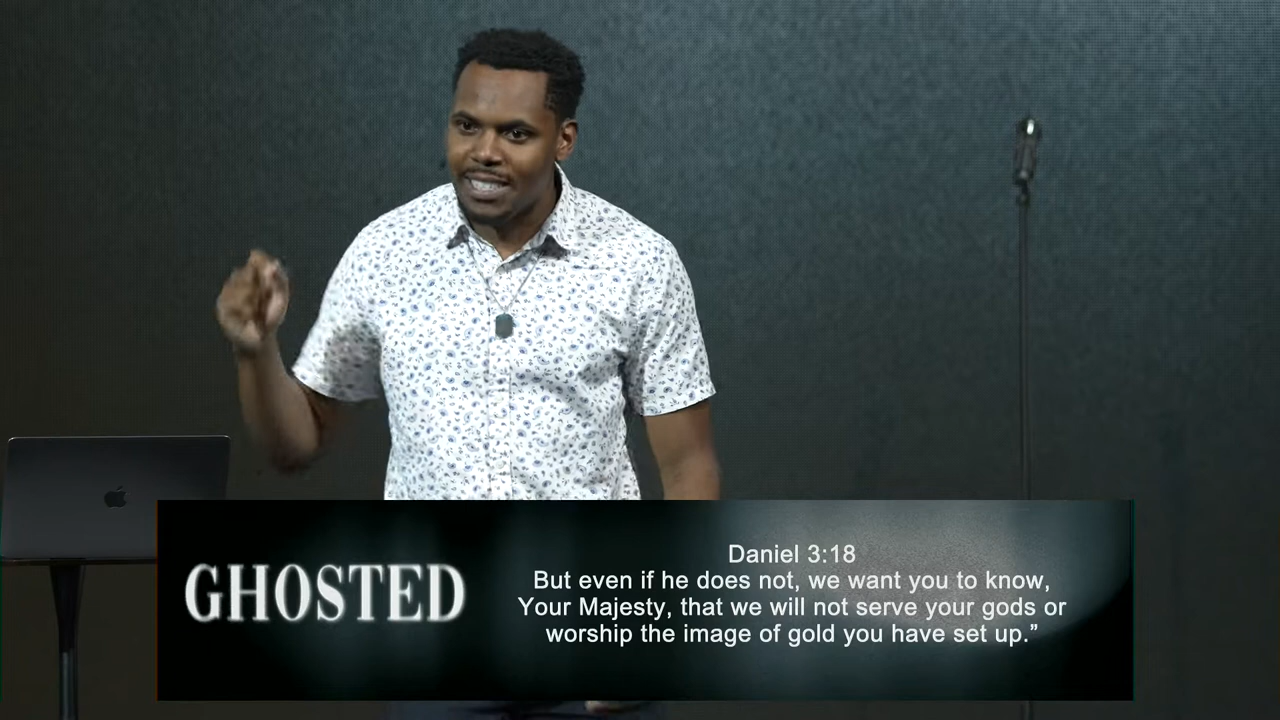 GHOSTED
Daniel 3:18
But even if he does not, we want you to know,
Your Majesty, that we will not serve your gods or
worship the image of gold you have set up.”